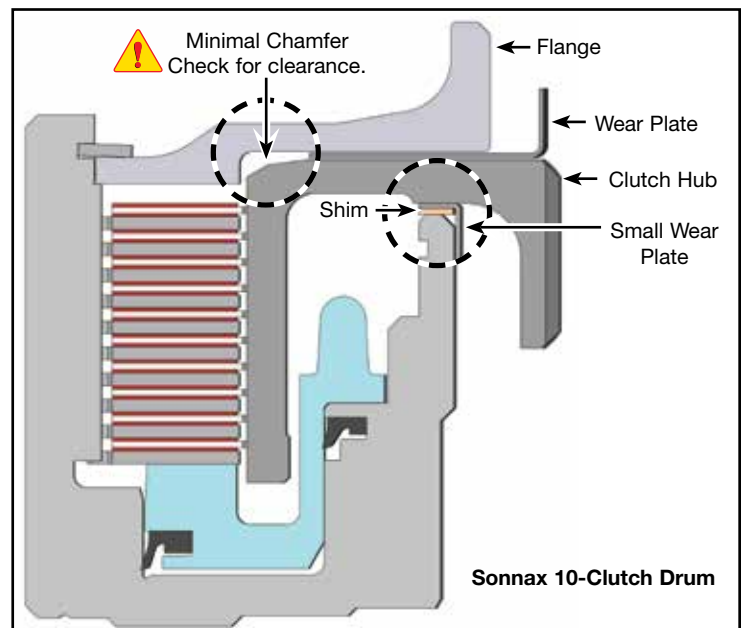 Minimal Chamfer
Check for clearance.
Flange
Wear Plate
Clutch Hub
Shim
Small Wear
Plate
Sonnax 10-Clutch Drum